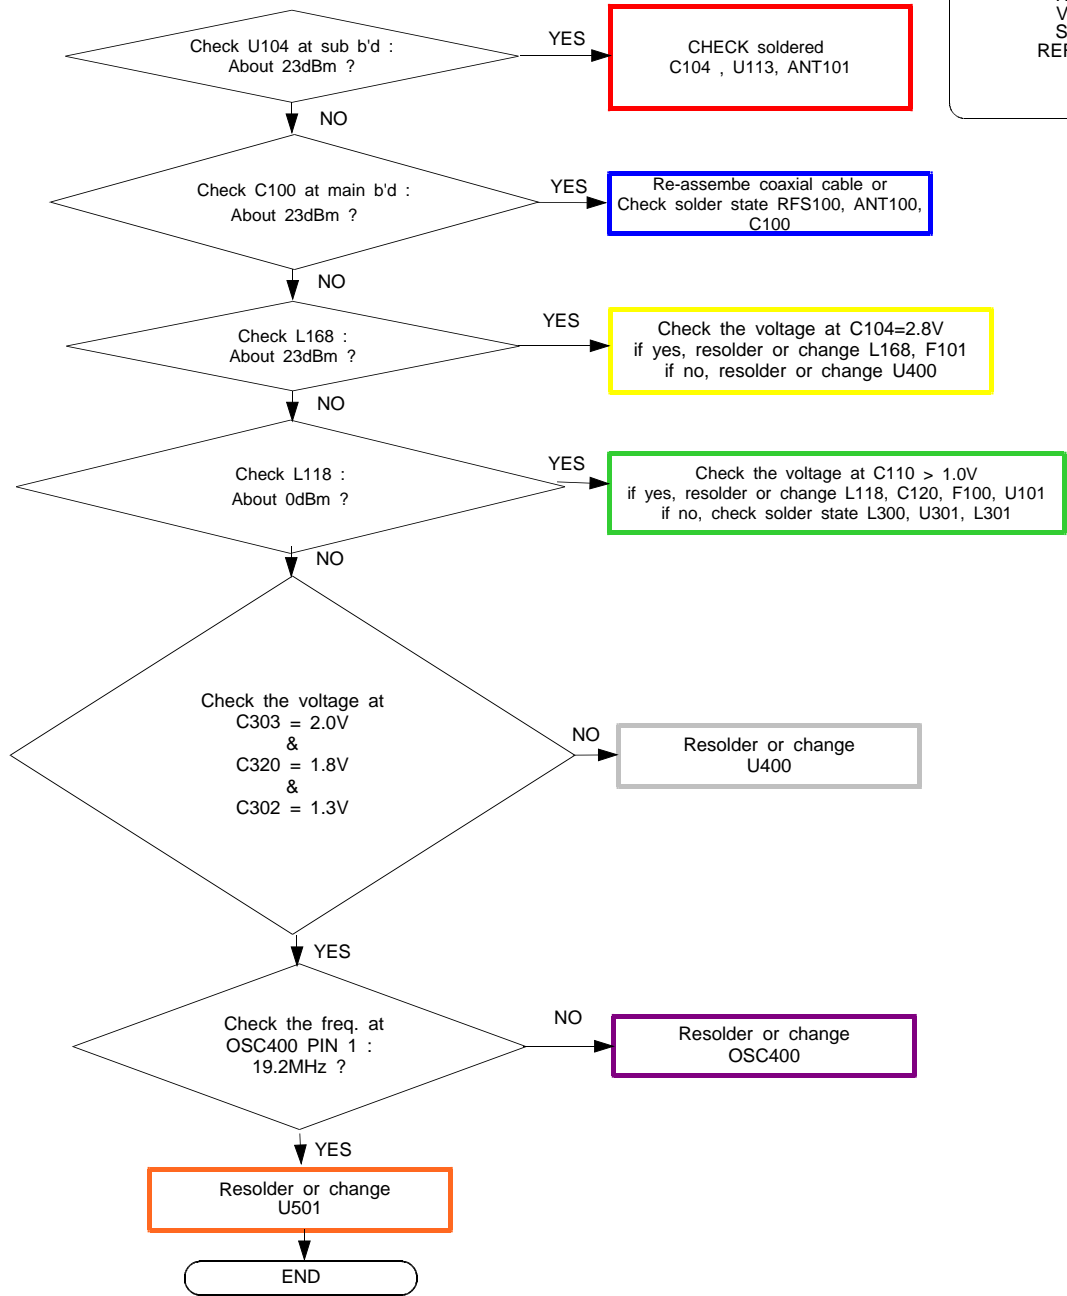 Check U104 at sub b'd :
About 23dBm ?
YES
CHECK soldered
C104 , U113, ANT101
V
S
NO
Check C100 at main b'd :
About 23dBm ?
YES
Re-assembe coaxial cable or
Check solder state RFS100, ANT100,
C100
NO
Check L168 :
About 23dBm ?
YES
Check the voltage at C104=2.8V
if yes, resolder or change L168, F101
if no, resolder or change U400
NO
Check L118 :
About 0dBm ?
YES
Check the voltage at C110 > 1.0V
if yes, resolder or change L118, C120, F100, U101
if no, check solder state L300, U301, L301
NO
Check the voltage at
C303 = 2.0V
&
C320 = 1.8V
&
C302 = 1.3V
NO
Resolder or change
U400
YES
Check the freq. at
OSC400 PIN 1 :
19.2MHz ?
NO
Resolder or change
OSC400
YES
Resolder or change
U501
END